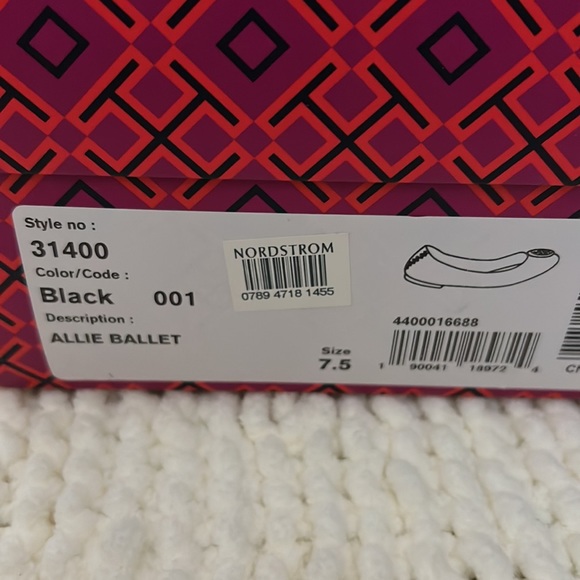 Style no :
31400
Color/Code :
Black 001
Description :
ALLIE BALLET
NORDSTROM
0789 4718 1455
Size
7.5
4400016688
1 90041 18972 4